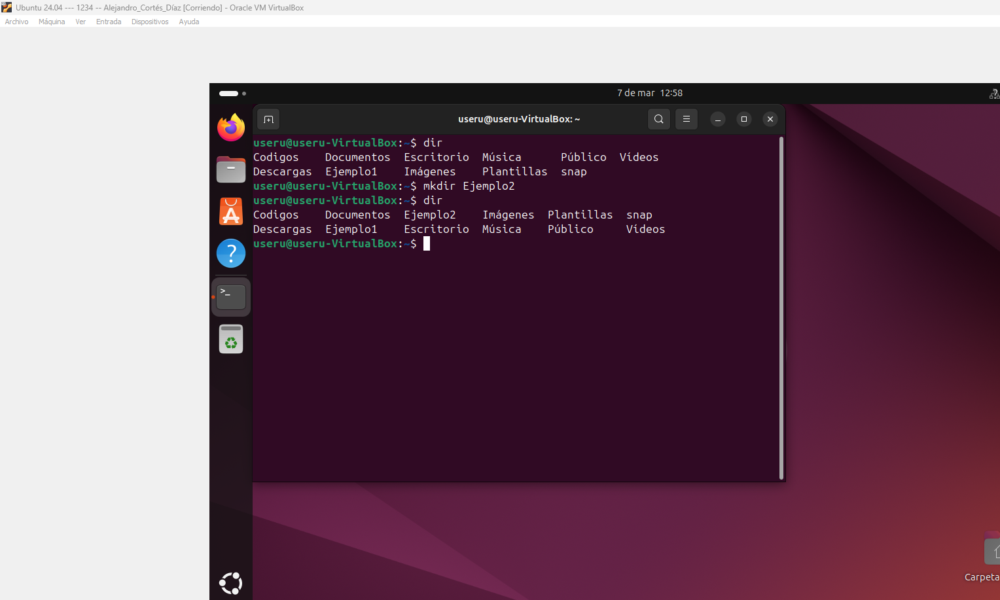 Ubuntu 24.04 --- 1234 -- Alejandro_Cortés_Díaz [Corriendo] - Oracle VM VirtualBox
Archivo Máquina Ver Entrada Dispositivos Ayuda
7 de mar 12:58
useru@useru-VirtualBox: ~
useru@useru-VirtualBox:~$ dir
Codigos Documentos Escritorio Música Público Vídeos
Descargas Ejemplo1 Imágenes Plantillas snap
useru@useru-VirtualBox:~$ mkdir Ejemplo2
useru@useru-VirtualBox:~$ dir
Codigos Documentos Ejemplo2 Imágenes Plantillas snap
Descargas Ejemplo1 Escritorio Música Público Vídeos
useru@useru-VirtualBox:~$
Carpeta